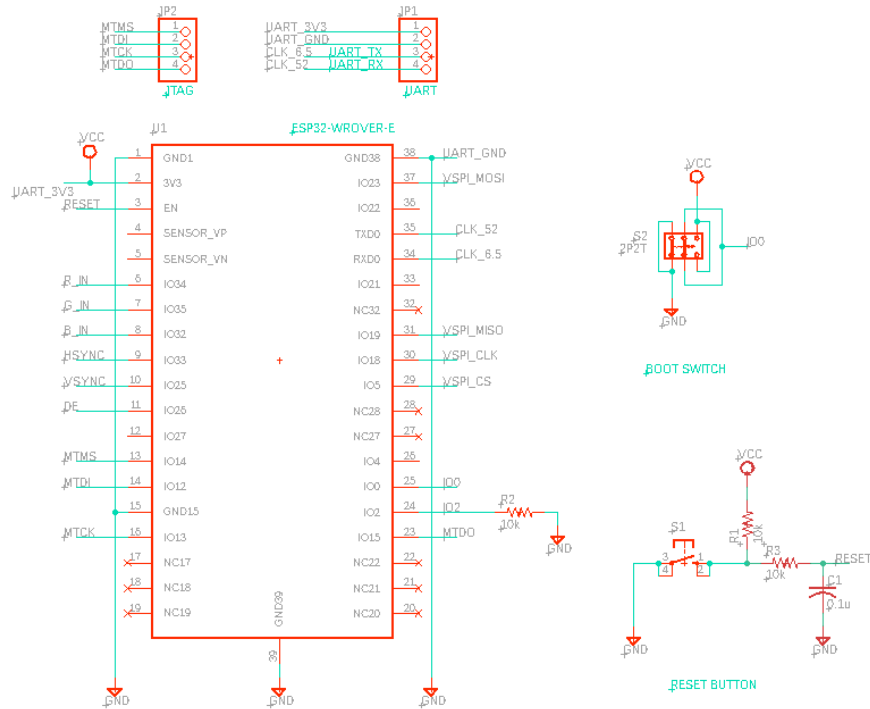 JP2
MTMS 1
MTDI 2
MTCK 3
MTDO 4
JTAG
JP1
UART_3V3 1
UART_GND 2
CLK_6.5 UART_TX 3
CLK_52 UART_RX 4
UART
U1
ESP32-WROVER-E
VCC
UART_3V3
RESET
R_IN
G_IN
B_IN
HSYNC
VSYNC
DE
MTMS
MTDI
MTCK
1 GND1
2 3V3
3 EN
4 SENSOR_VP
5 SENSOR_VN
6 IO34
7 IO35
8 IO32
9 IO33
10 IO25
11 IO26
12 IO27
13 IO14
14 IO12
15 GND15
16 IO13
17 NC17
18 NC18
19 NC19
GND39
39
GND38 38 UART_GND
IO23 37 VSPI_MOSI
IO22 36
TXD0 35 CLK_52
RXD0 34 CLK_6.5
IO21 33
NC32 32
IO19 31 VSPI_MISO
IO18 30 VSPI_CLK
IO5 29 VSPI_CS
NC28 28
NC27 27
IO4 26
IO0 25 IO0
IO2 24 IO2
IO15 23 MTDO
NC22 22
NC21 21
NC20 20
R2
10k
GND
GND
GND
GND
VCC
S2
2P2T
IO0
GND
BOOT SWITCH
VCC
R1
10k
S1
3 1
4 2
R3
10k
RESET
C1
0.1u
GND
GND
RESET BUTTON